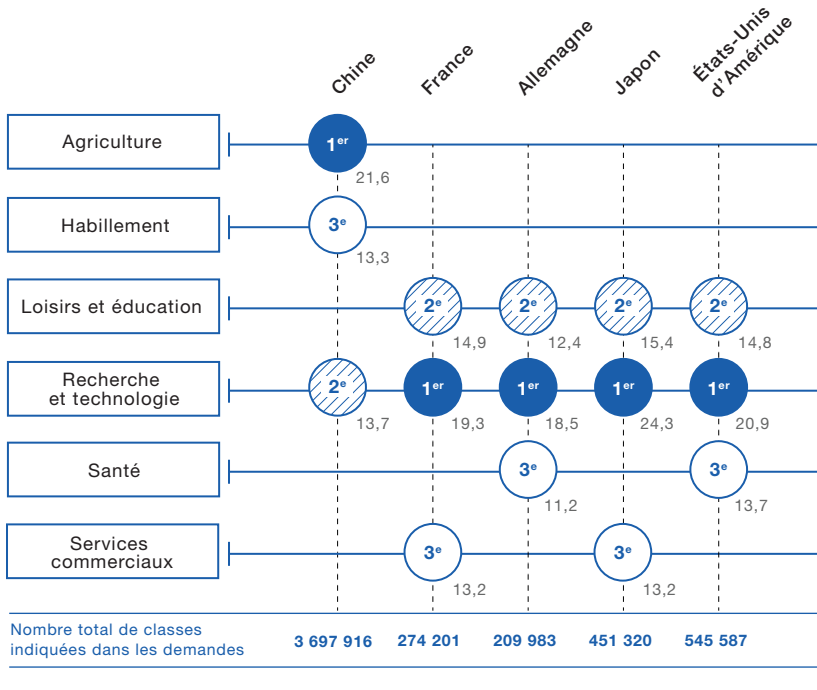 Chine
France
Allemagne
Japon
États-Unis
d'Amérique
Agriculture
1er
21,6
Habillement
3e
13,3
Loisirs et éducation
2e
2e
2e
2e
14,9
12,4
15,4
14,8
Recherche
et technologie
2e
1er
1er
1er
1er
13,7
19,3
18,5
24,3
20,9
Santé
3e
3e
11,2
13,7
Services
commerciaux
3e
3e
13,2
13,2
Nombre total de classes
indiquées dans les demandes
3 697 916
274 201
209 983
451 320
545 587